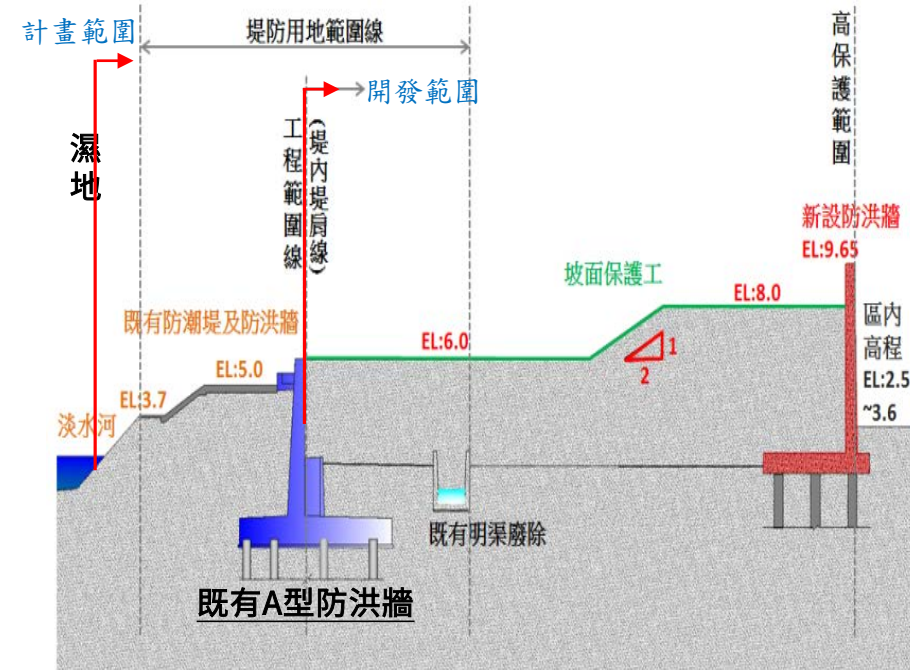 計畫範圍
堤防用地範圍線
開發範圍
高保護範圍
濕地
工程範圍線
(堤內堤肩線)
新設防洪牆
EL:9.65
坡面保護工
EL:8.0
既有防潮堤及防洪牆
EL:6.0
1
2
區內
高程
EL:2.5
~3.6
EL:5.0
EL:3.7
淡水河
既有明渠廢除
既有A型防洪牆